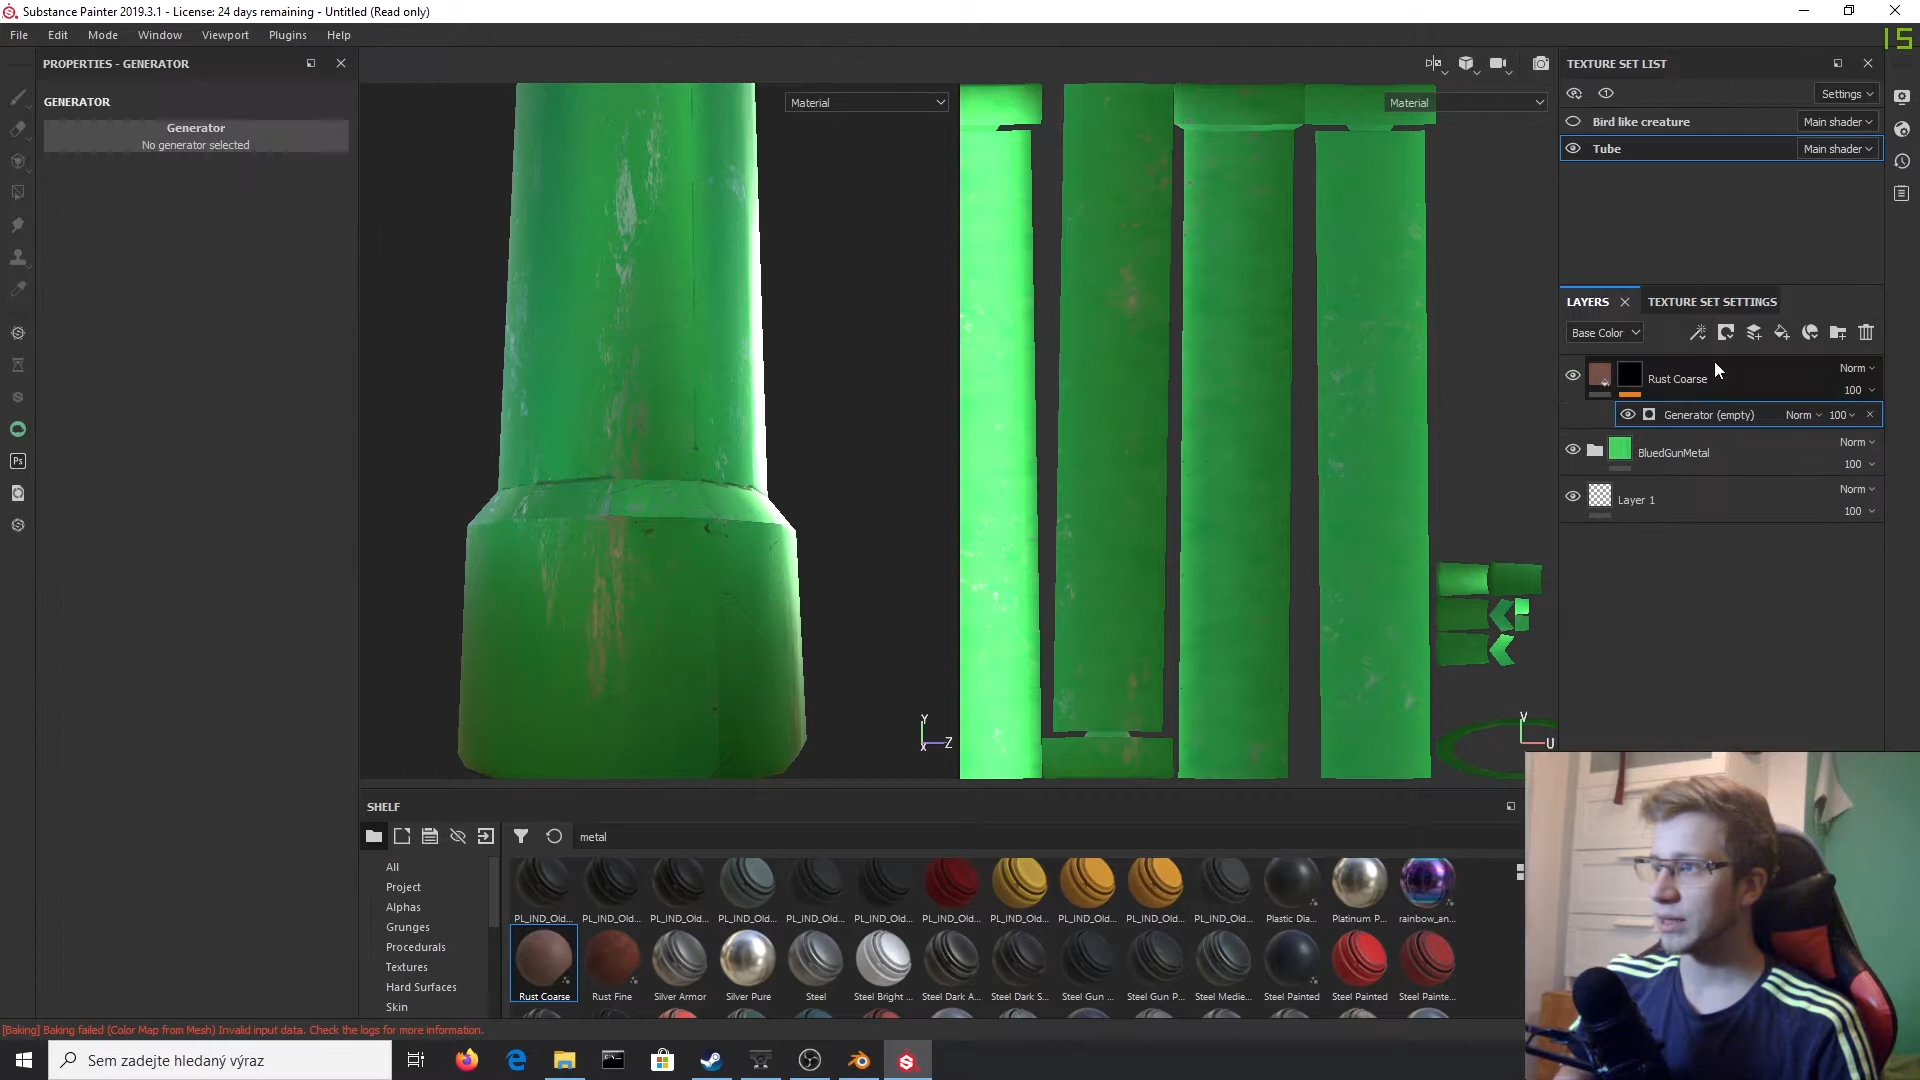 Substance Painter 2019.3.1 - License: 24 days remaining - Untitled (Read only)
File Edit Mode Window Viewport Plugins Help
15
PROPERTIES - GENERATOR
GENERATOR
Generator
No generator selected
Material
Material
Y
X
Z
V
U
TEXTURE SET LIST
Settings
Bird like creature Main shader
Tube Main shader
LAYERS TEXTURE SET SETTINGS
Base Color
Rust Coarse Norm
100
Generator (empty) Norm 100
BluedGunMetal Norm
100
Layer 1 Norm
100
Ps
SHELF
metal
All
Project
Alphas
Grunges
Procedurals
Textures
Hard Surfaces
Skin
PL_IND_Old... PL_IND_Old... PL_IND_Old... PL_IND_Old... PL_IND_Old... PL_IND_Old... PL_IND_Old... PL_IND_Old... PL_IND_Old... PL_IND_Old... PL_IND_Old... Plastic Dia... Platinum P... rainbow_an...
Rust Coarse Rust Fine Silver Armor Silver Pure Steel Steel Bright ... Steel Dark A... Steel Dark S... Steel Gun ... Steel Gun P... Steel Medie... Steel Painted Steel Painted Steel Painte...
[Baking] Baking failed (Color Map from Mesh) Invalid input data. Check the logs for more information.
Sem zadejte hledaný výraz